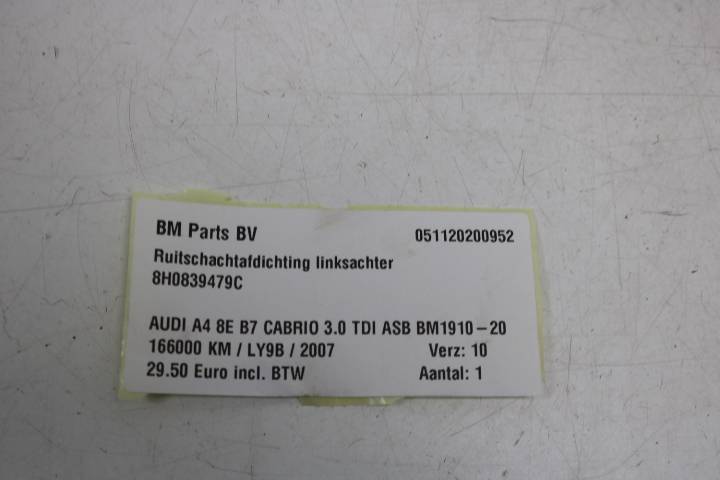 BM Parts BV 051120200952
Ruitschachtafdichting linksachter
8H0839479C
AUDI A4 8E B7 CABRIO 3.0 TDI ASB BM1910-20
166000 KM / LY9B / 2007 Verz: 10
29.50 Euro incl. BTW Aantal: 1